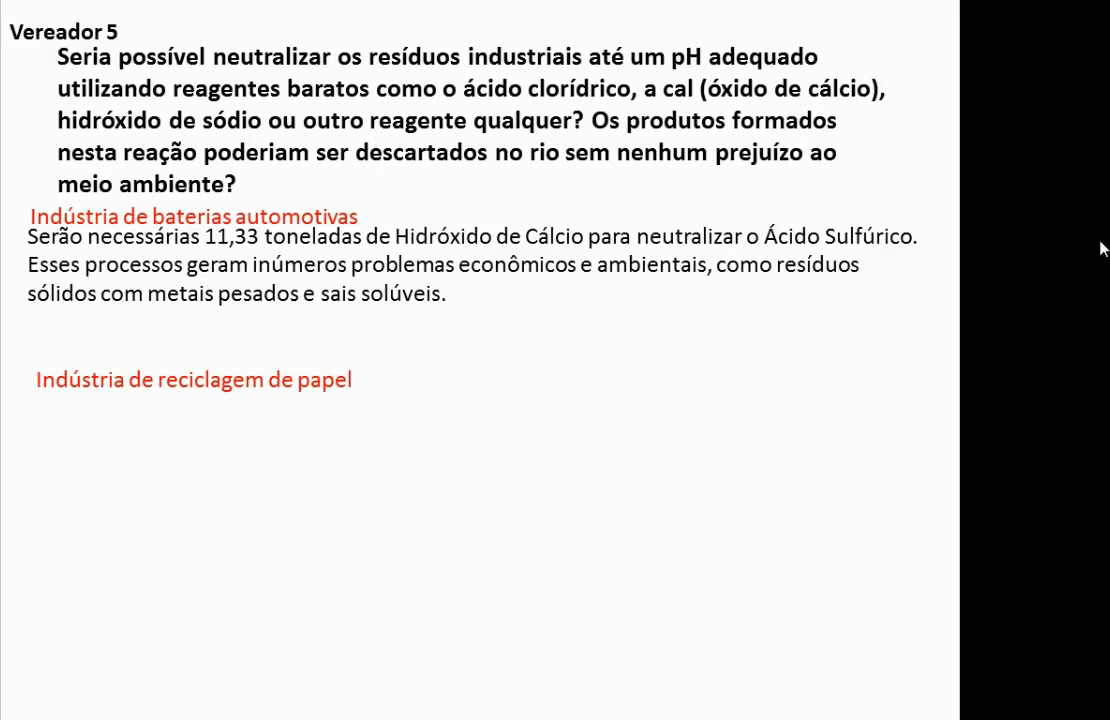 Vereador 5
Seria possível neutralizar os resíduos industriais até um pH adequado
utilizando reagentes baratos como o ácido clorídrico, a cal (óxido de cálcio),
hidróxido de sódio ou outro reagente qualquer? Os produtos formados
nesta reação poderiam ser descartados no rio sem nenhum prejuízo ao
meio ambiente?
Indústria de baterias automotivas
Serão necessárias 11,33 toneladas de Hidróxido de Cálcio para neutralizar o Ácido Sulfúrico.
Esses processos geram inúmeros problemas econômicos e ambientais, como resíduos
sólidos com metais pesados e sais solúveis.
Indústria de reciclagem de papel